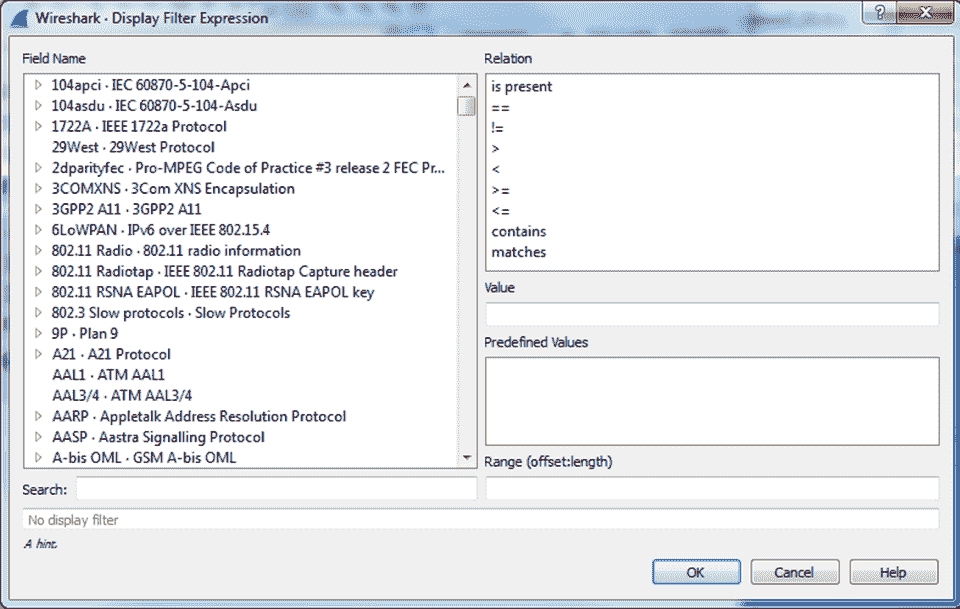 Wireshark · Display Filter Expression
Field Name
104apci · IEC 60870-5-104-Apci
104asdu · IEC 60870-5-104-Asdu
1722A · IEEE 1722a Protocol
29West · 29West Protocol
2dparityfec · Pro-MPEG Code of Practice #3 release 2 FEC Pr...
3COMXNS · 3Com XNS Encapsulation
3GPP2 A11 · 3GPP2 A11
6LoWPAN · IPv6 over IEEE 802.15.4
802.11 Radio · 802.11 radio information
802.11 Radiotap · IEEE 802.11 Radiotap Capture header
802.11 RSNA EAPOL · IEEE 802.11 RSNA EAPOL key
802.3 Slow protocols · Slow Protocols
9P · Plan 9
A21 · A21 Protocol
AAL1 · ATM AAL1
AAL3/4 · ATM AAL3/4
AARP · Appletalk Address Resolution Protocol
AASP · Aastra Signalling Protocol
A-bis OML · GSM A-bis OML
Search:
Relation
is present
==
!=
>
<
>=
<=
contains
matches
Value
Predefined Values
Range (offset:length)
No display filter
A hint.
OK
Cancel
Help